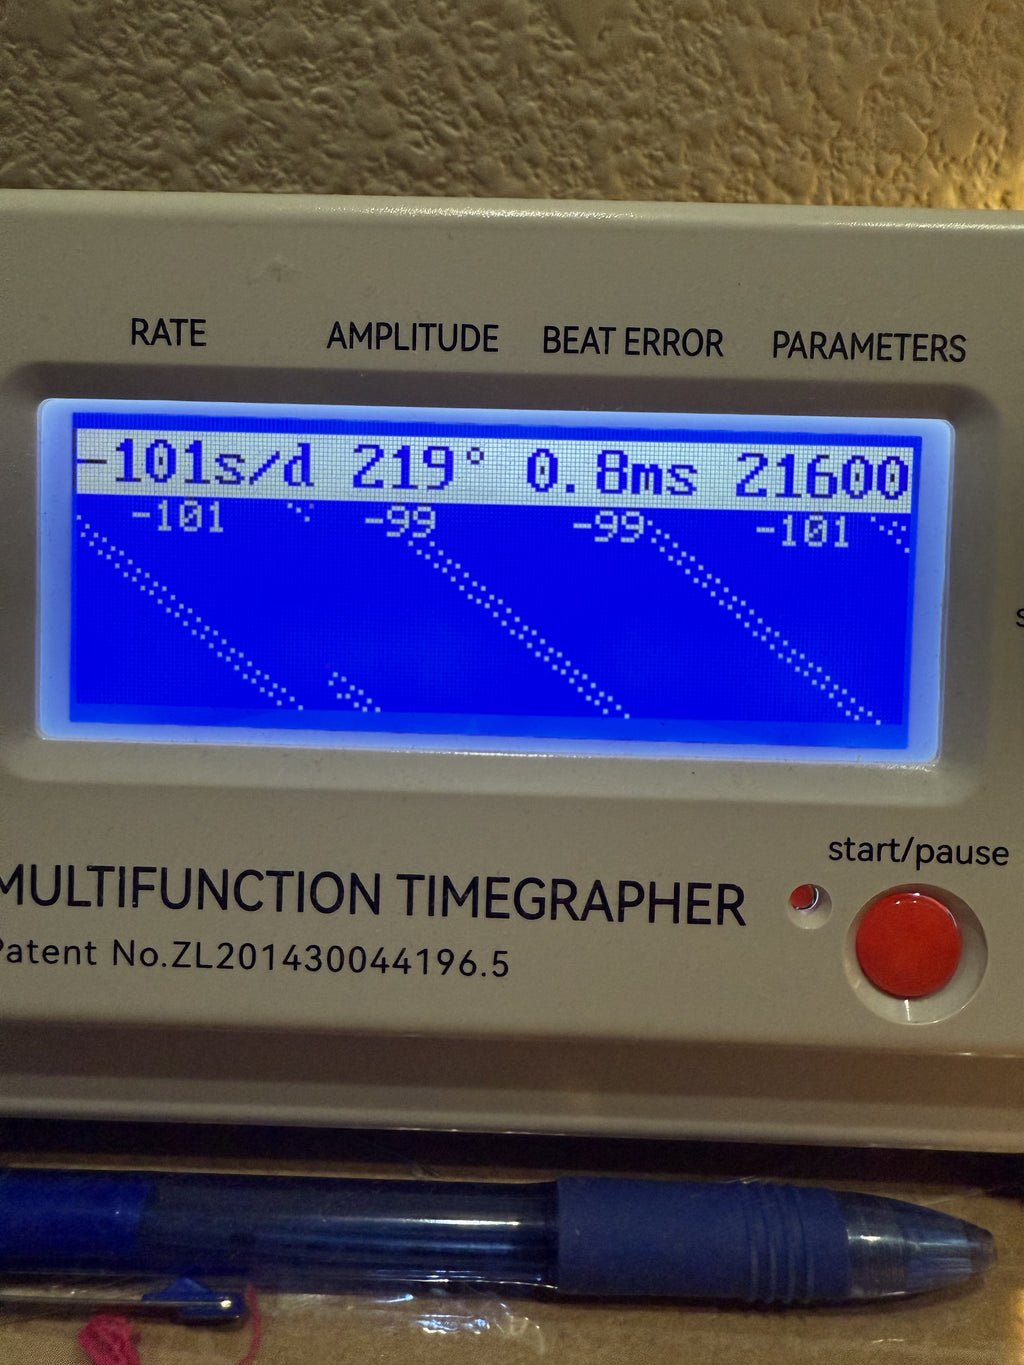 RATE AMPLITUDE BEAT ERROR PARAMETERS
-101s/d 219° 0.8ms 21600
-101 -99 -99 -101
start/pause
MULTIFUNCTION TIMEGRAPHER
Patent No.ZL201430044196.5